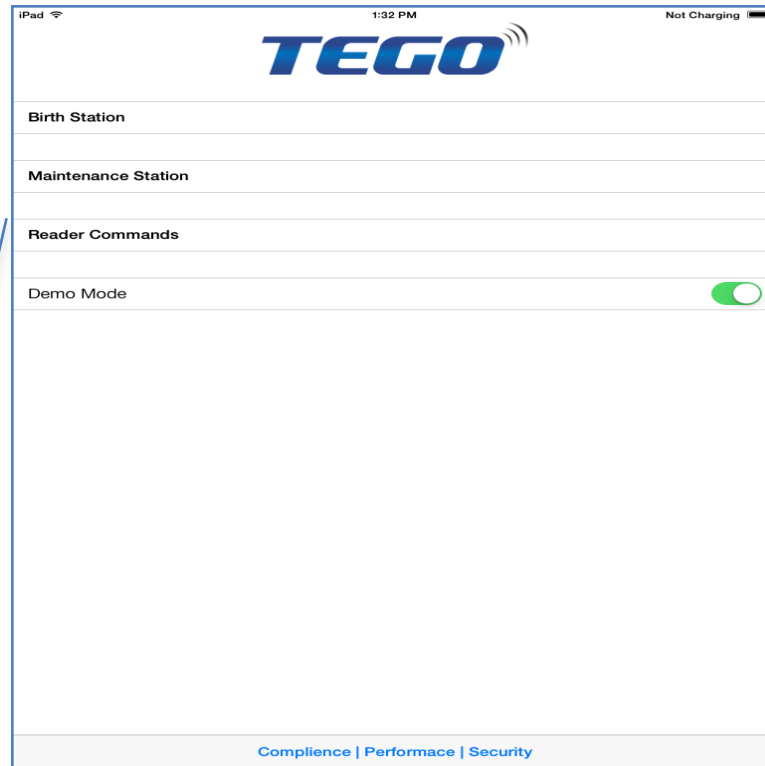 iPad 1:32 PM Not Charging
TEGO
Birth Station
Maintenance Station
Reader Commands
Demo Mode
Complience | Performace | Security